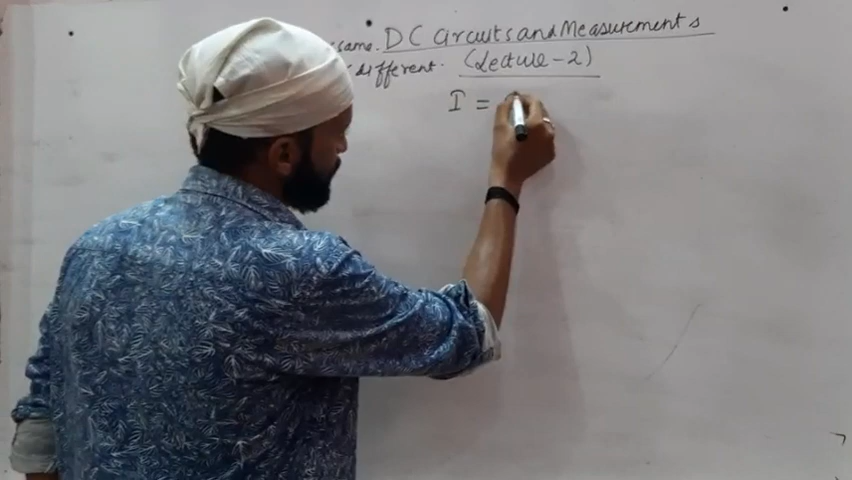 same. DC Circuits and Measurements
different. (Lecture-2)
I =